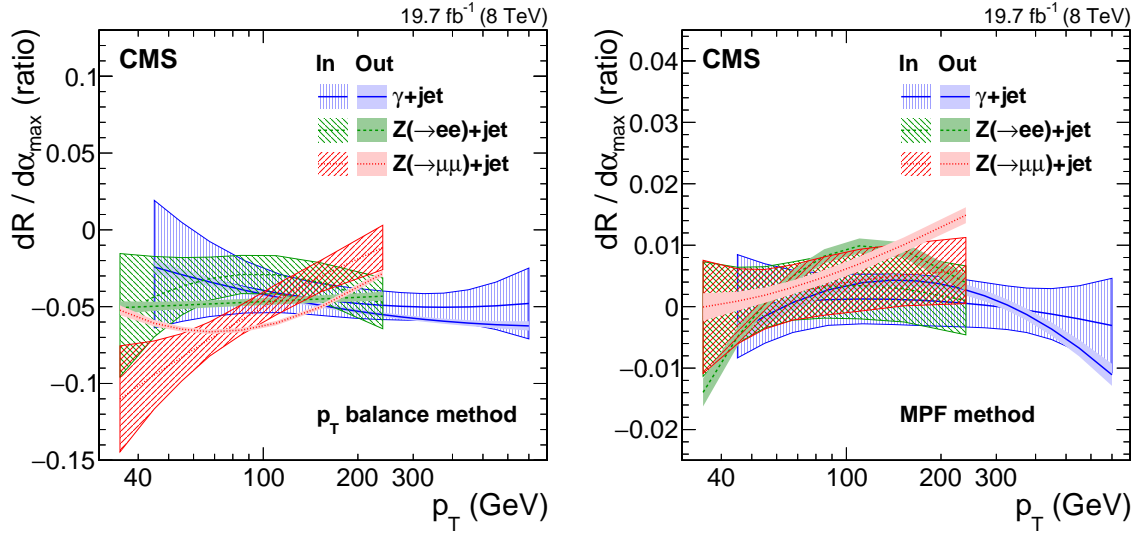 19.7 fb⁻¹ (8 TeV)
CMS
In Out
γ+jet
Z(→ee)+jet
Z(→μμ)+jet
p_T balance method
dR / dα_max (ratio)
0.1
0.05
0
−0.05
−0.1
−0.15
40 100 200 300
p_T (GeV)
19.7 fb⁻¹ (8 TeV)
CMS
In Out
γ+jet
Z(→ee)+jet
Z(→μμ)+jet
MPF method
dR / dα_max (ratio)
0.04
0.02
0.01
0
−0.01
−0.02
40 100 200 300
p_T (GeV)